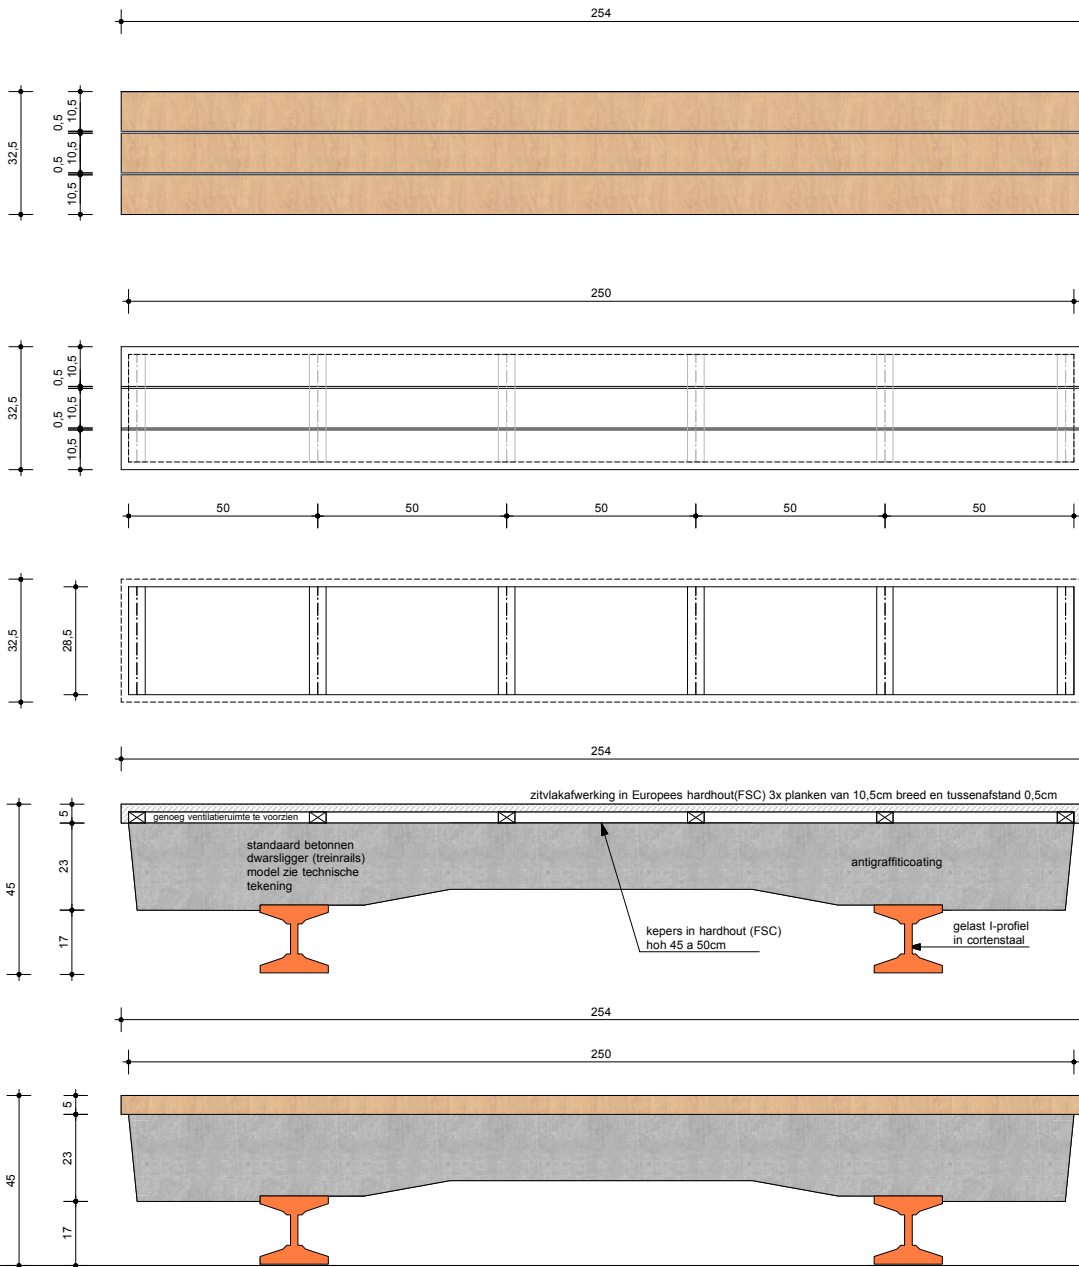 254
32,5
10,5
0,5
10,5
0,5
10,5
250
32,5
10,5
0,5
10,5
0,5
10,5
50
50
50
50
50
32,5
28,5
254
zitvlakafwerking in Europees hardhout(FSC) 3x planken van 10,5cm breed en tussenafstand 0,5cm
genoeg ventilatieruimte te voorzien
standaard betonnen
dwarsligger (treinrails)
model zie technische
tekening
antigraffiticoating
kepers in hardhout (FSC)
hoh 45 a 50cm
gelast I-profiel
in cortenstaal
45
5
23
17
254
250
45
5
23
17